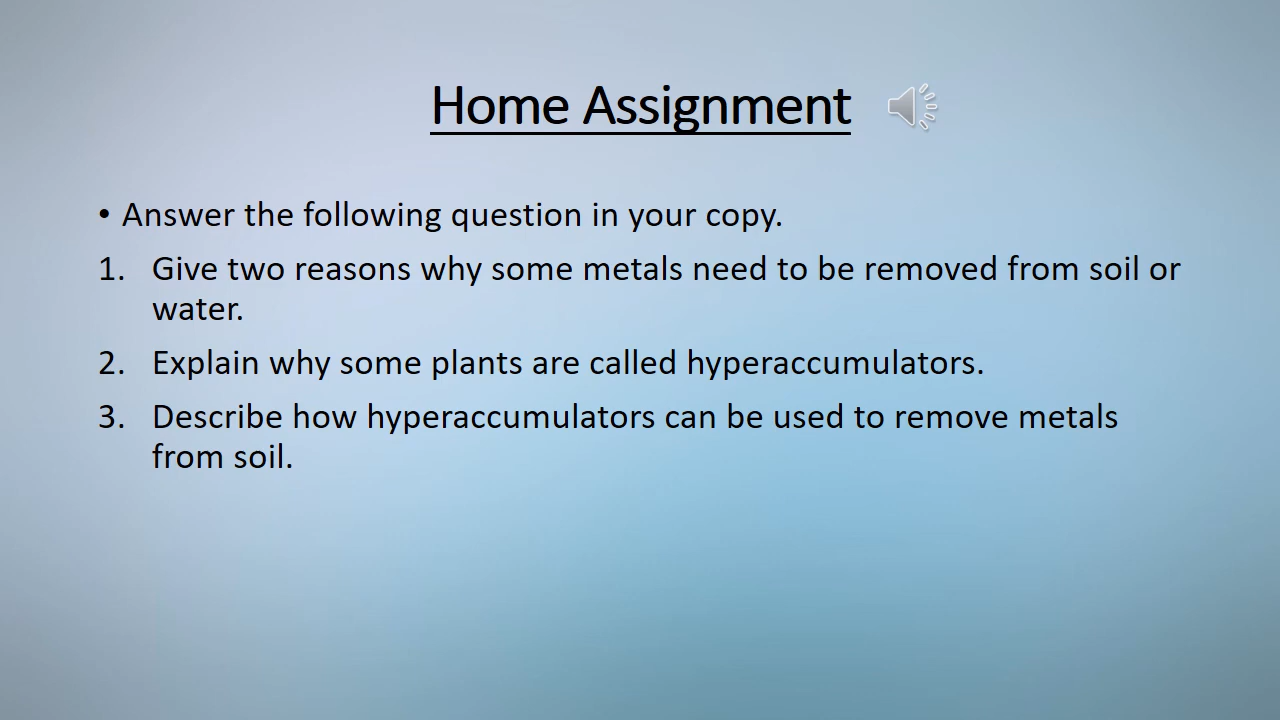 Home Assignment
• Answer the following question in your copy.
1. Give two reasons why some metals need to be removed from soil or
water.
2. Explain why some plants are called hyperaccumulators.
3. Describe how hyperaccumulators can be used to remove metals
from soil.